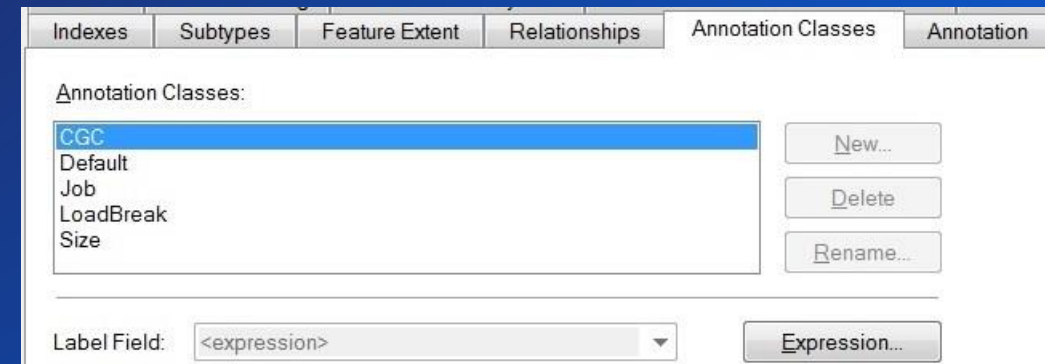 Indexes Subtypes Feature Extent Relationships Annotation Classes Annotation
Annotation Classes:
CGC
Default
Job
LoadBreak
Size
New...
Delete
Rename...
Label Field: <expression> Expression...